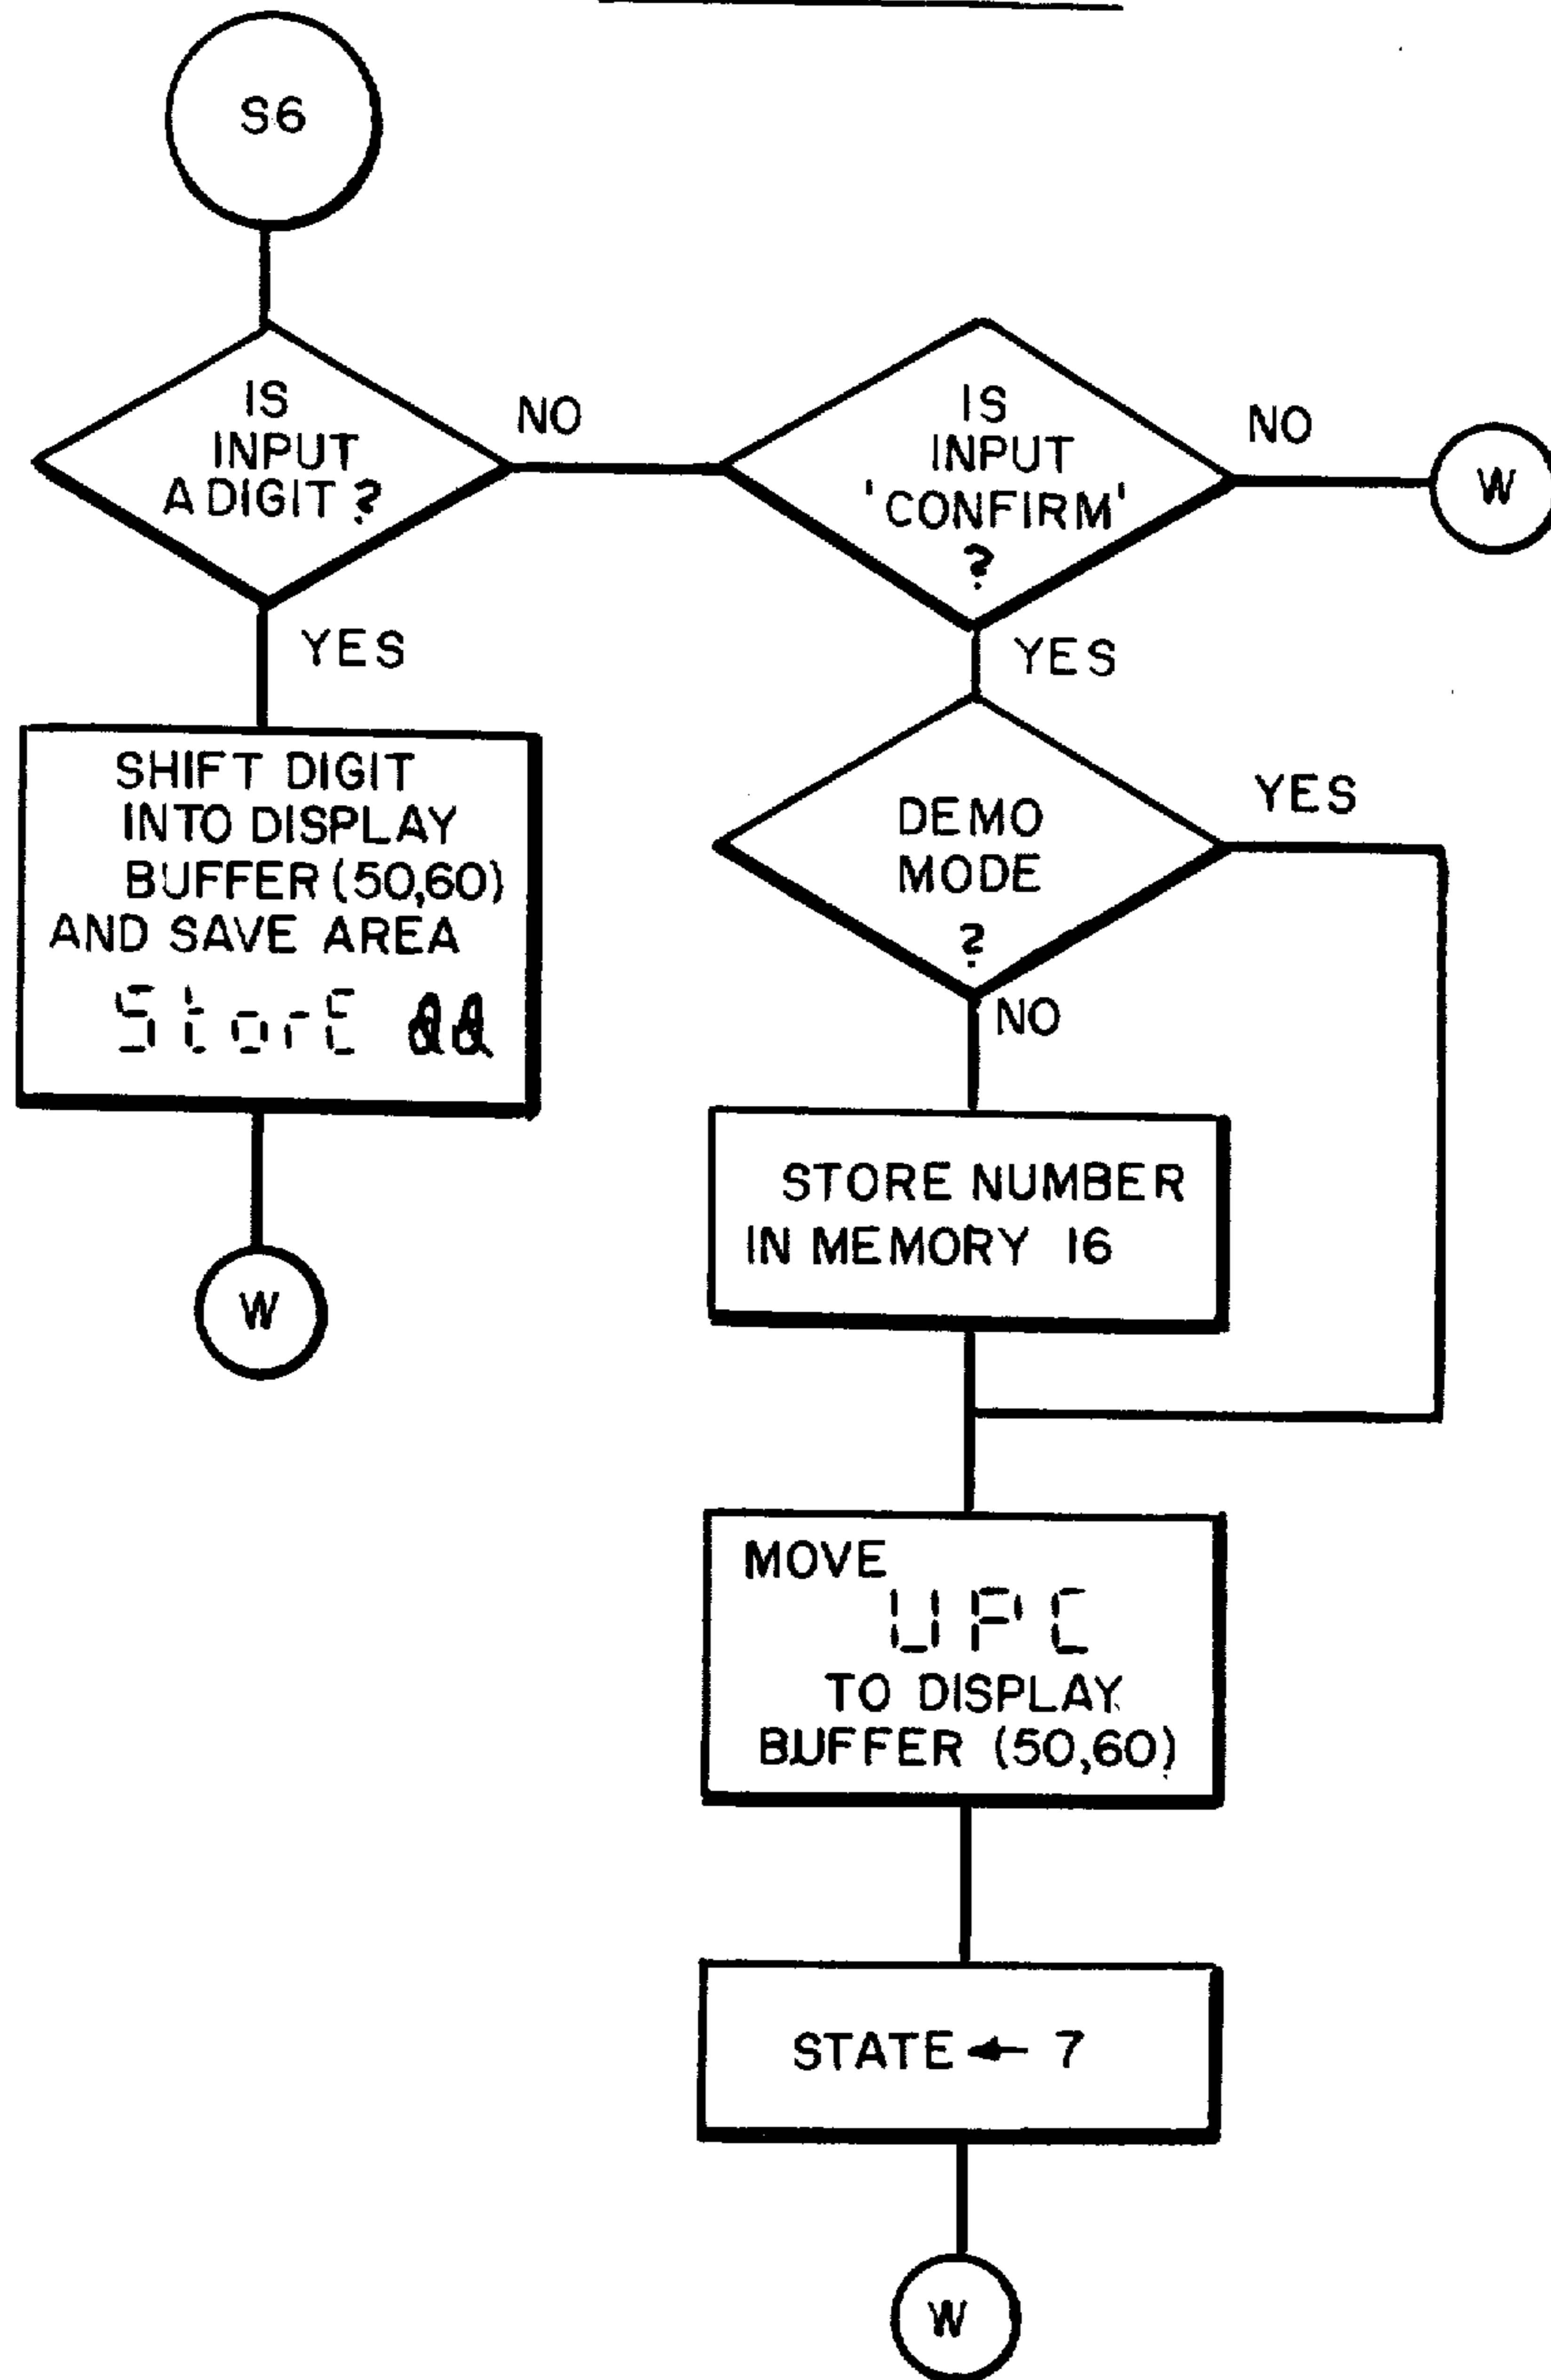 S6
IS
INPUT
A DIGIT ?
NO
YES
IS
INPUT
'CONFIRM'
?
NO
W
YES
SHIFT DIGIT
INTO DISPLAY
BUFFER (50,60)
AND SAVE AREA
StorE
W
DEMO
MODE
?
YES
NO
STORE NUMBER
IN MEMORY 16
MOVE
UPC
TO DISPLAY
BUFFER (50,60)
STATE ← 7
W